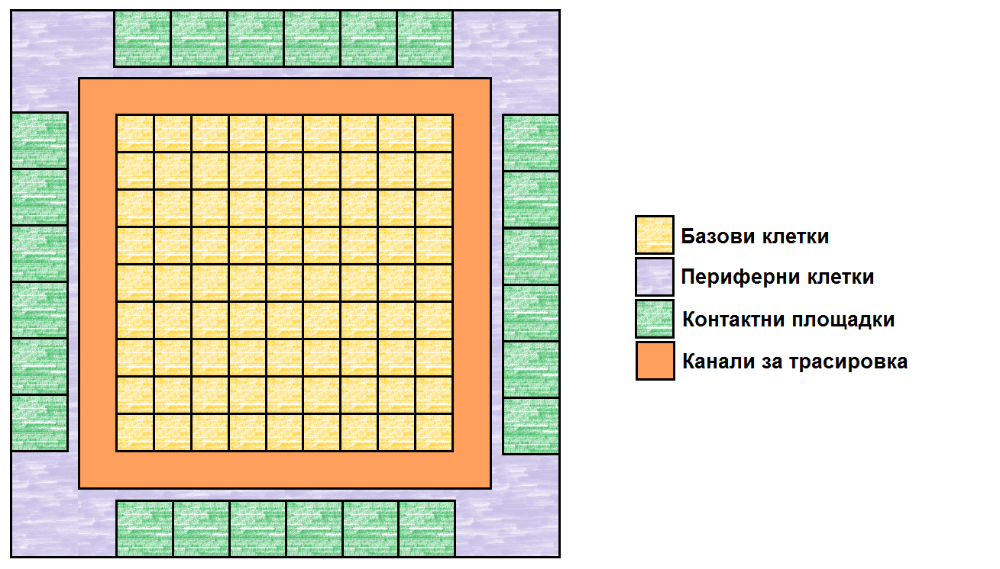 Базови клетки
Периферни клетки
Контактни площадки
Канали за трасировка